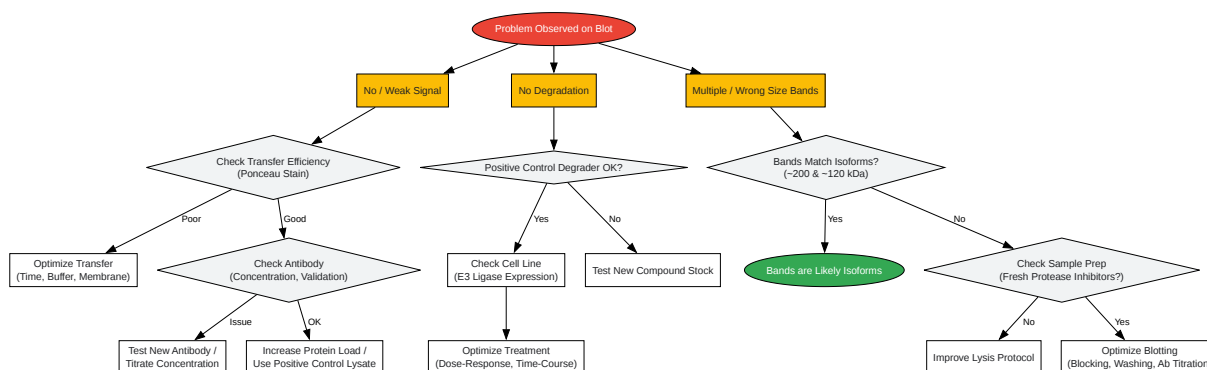 Problem Observed on Blot
No / Weak Signal
No Degradation
Multiple / Wrong Size Bands
Check Transfer Efficiency
(Ponceau Stain)
Positive Control Degrader OK?
Bands Match Isoforms?
(~200 & ~120 kDa)
Poor
Good
Yes
No
Yes
No
Optimize Transfer
(Time, Buffer, Membrane)
Check Antibody
(Concentration, Validation)
Check Cell Line
(E3 Ligase Expression)
Test New Compound Stock
Bands are Likely Isoforms
Check Sample Prep
(Fresh Protease Inhibitors?)
Issue
OK
No
Yes
Test New Antibody /
Titrate Concentration
Increase Protein Load /
Use Positive Control Lysate
Optimize Treatment
(Dose-Response, Time-Course)
Improve Lysis Protocol
Optimize Blotting
(Blocking, Washing, Ab Titration)